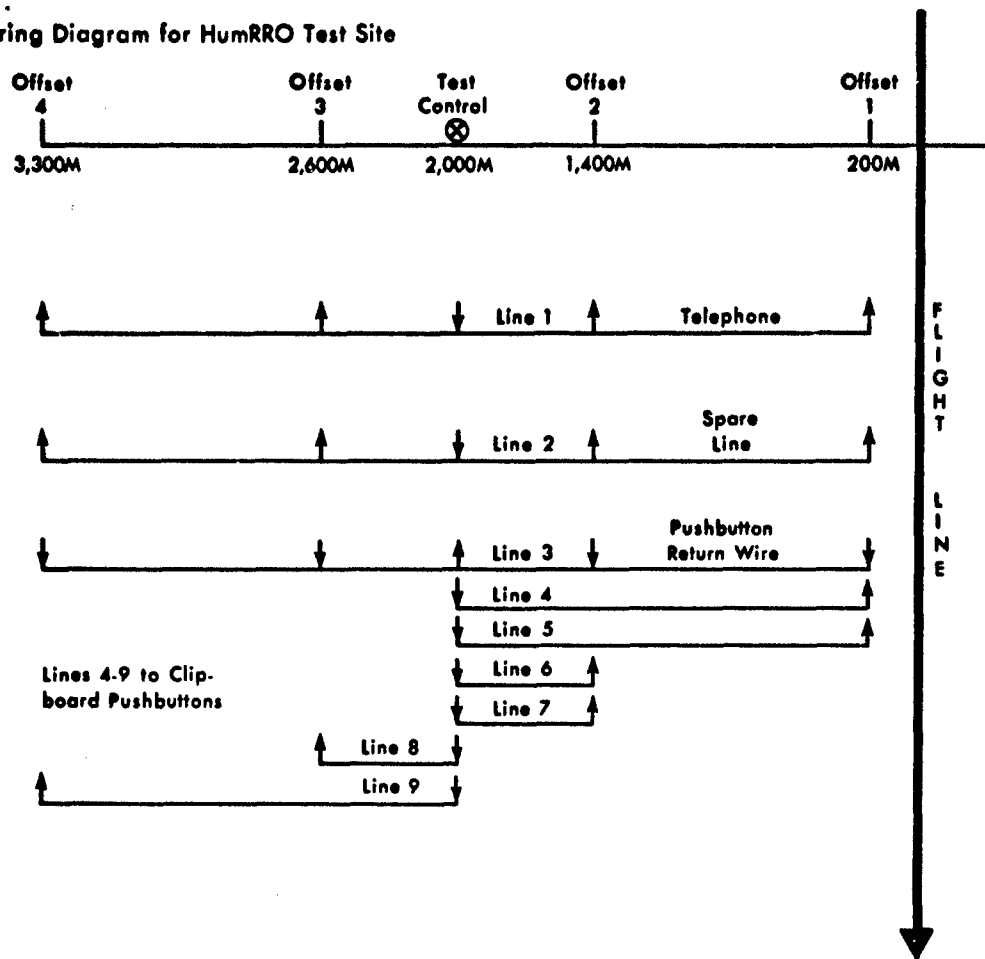 ring Diagram for HumRRO Test Site
Offset 4
Offset 3
Test Control
Offset 2
Offset 1
3,300M
2,600M
2,000M
1,400M
200M
Line 1
Telephone
Line 2
Spare Line
Line 3
Pushbutton Return Wire
Line 4
Line 5
Line 6
Line 7
Line 8
Line 9
Lines 4-9 to Clip-
board Pushbuttons
FLIGHT LINE